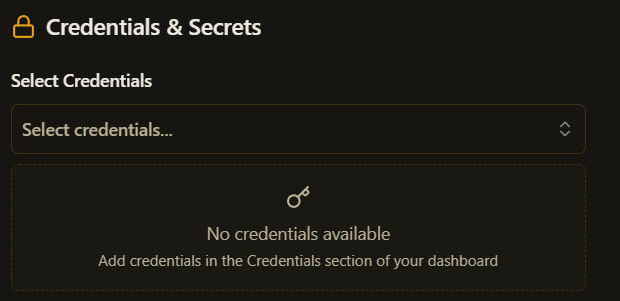 Credentials & Secrets
Select Credentials
Select credentials...
No credentials available
Add credentials in the Credentials section of your dashboard